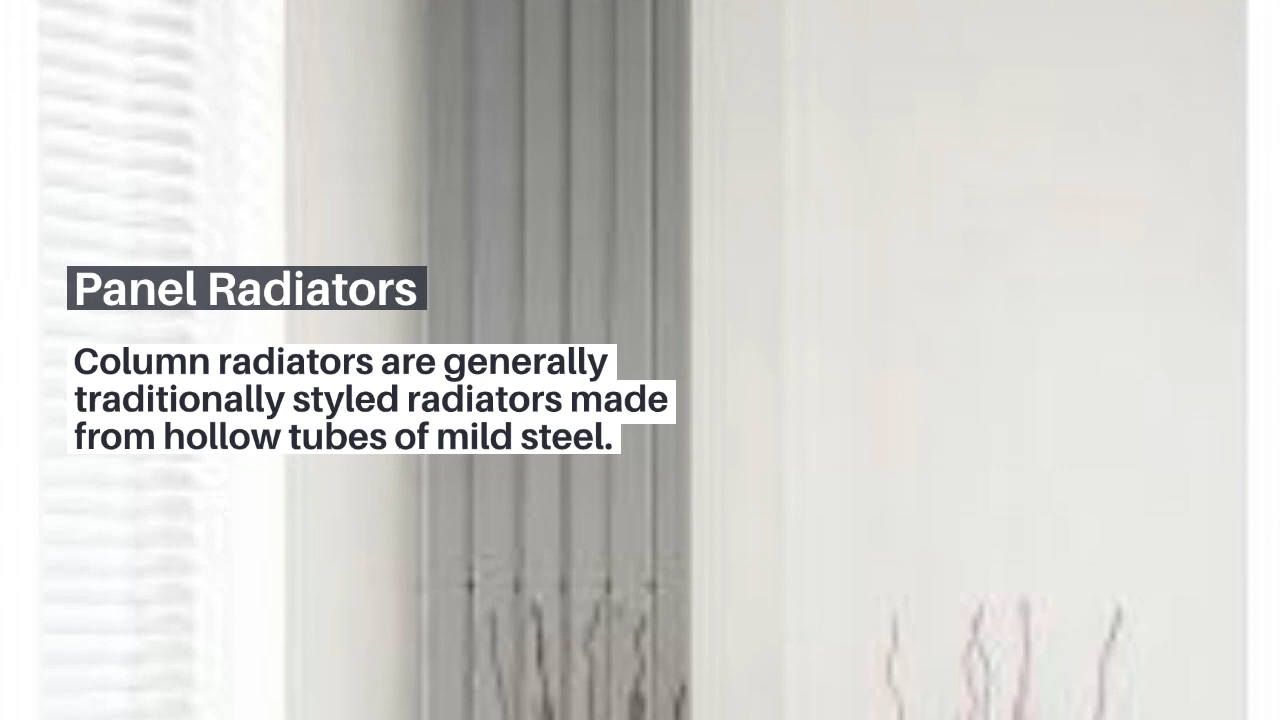 Panel Radiators
Column radiators are generally
traditionally styled radiators made
from hollow tubes of mild steel.